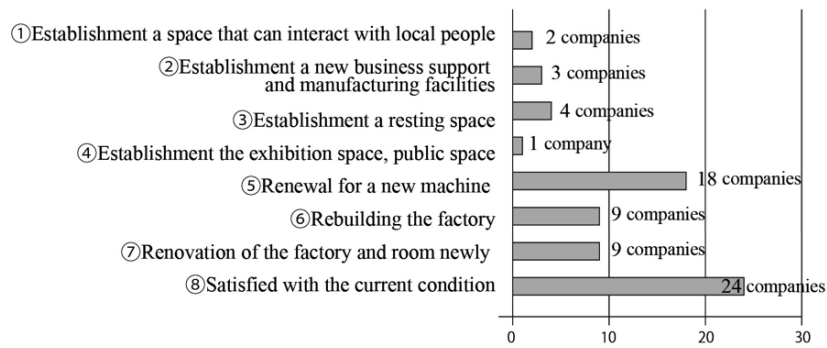 ①Establishment a space that can interact with local people 2 companies
②Establishment a new business support
and manufacturing facilities 3 companies
③Establishment a resting space 4 companies
④Establishment the exhibition space, public space 1 company
⑤Renewal for a new machine 18 companies
⑥Rebuilding the factory 9 companies
⑦Renovation of the factory and room newly 9 companies
⑧Satisfied with the current condition 24 companies
0 10 20 30